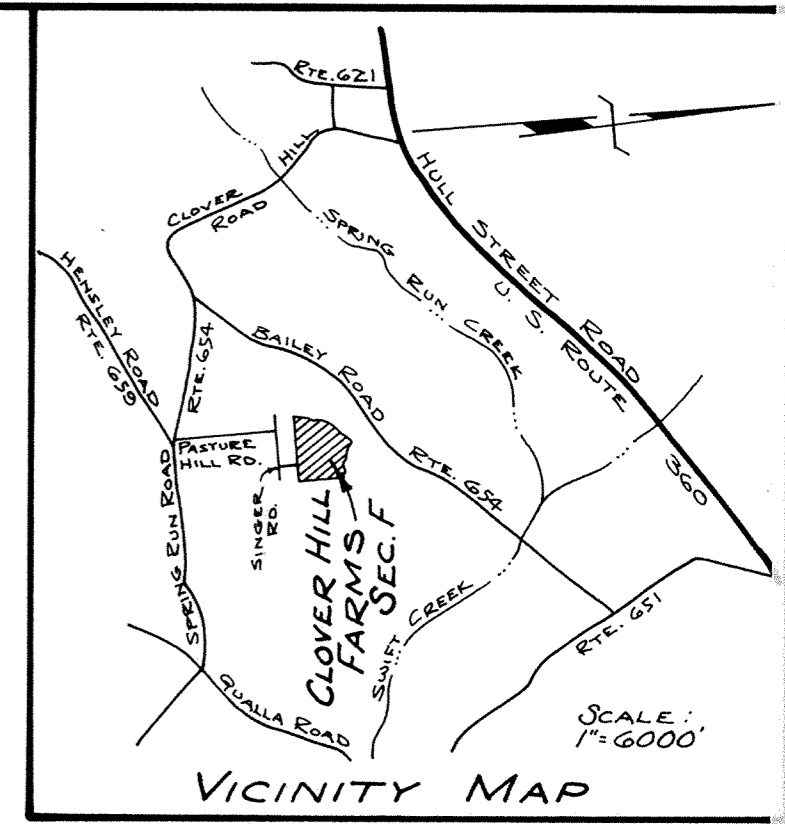 RTE. 621
CLOVER HILL
ROAD
SPRING RUN CREEK
HULL STREET ROAD
U. S. ROUTE 360
HENSLEY ROAD
RTE. 659
RTE. 654
BAILEY ROAD
RTE. 654
PASTURE
HILL RD.
SINGER
RD.
SPRING RUN ROAD
CLOVER HILL
FARMS
SEC. F
SWIFT CREEK
RTE. 651
QUALLA ROAD
SCALE:
1"=6000'
VICINITY MAP